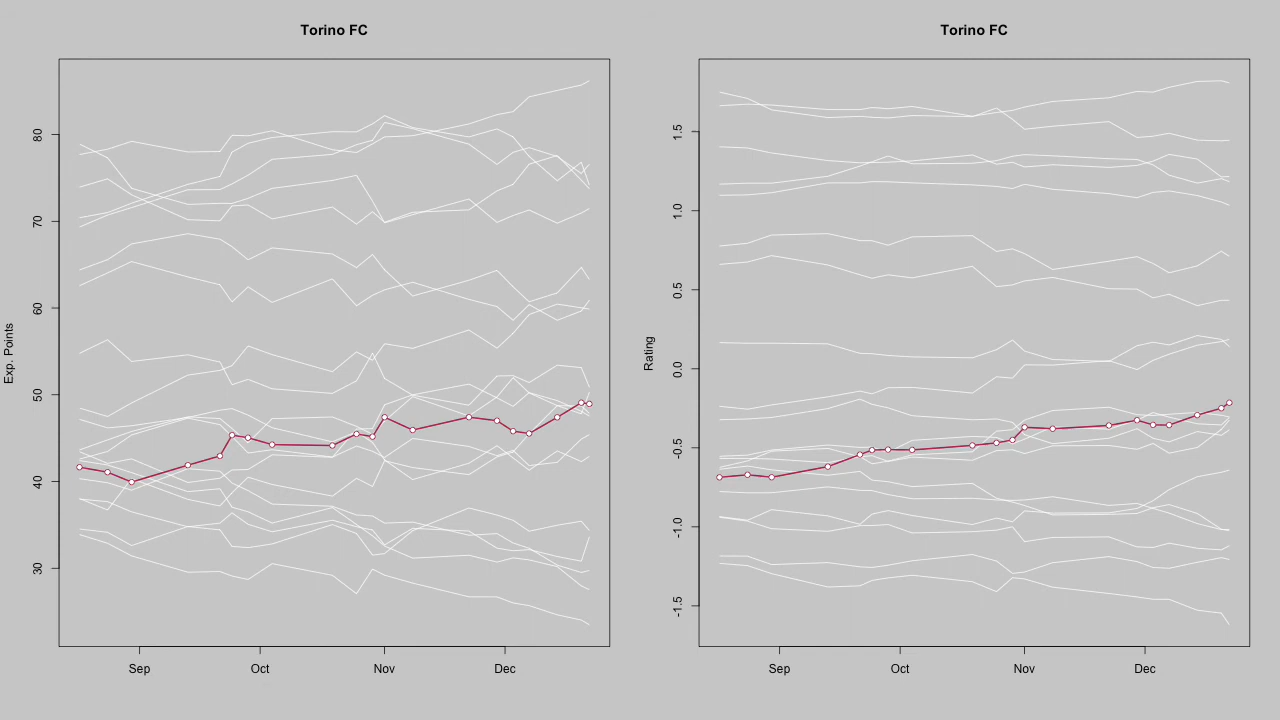 Torino FC
Exp. Points
80
70
60
50
40
30
Sep Oct Nov Dec
Torino FC
Rating
1.5
1.0
0.5
0.0
-0.5
-1.0
-1.5
Sep Oct Nov Dec